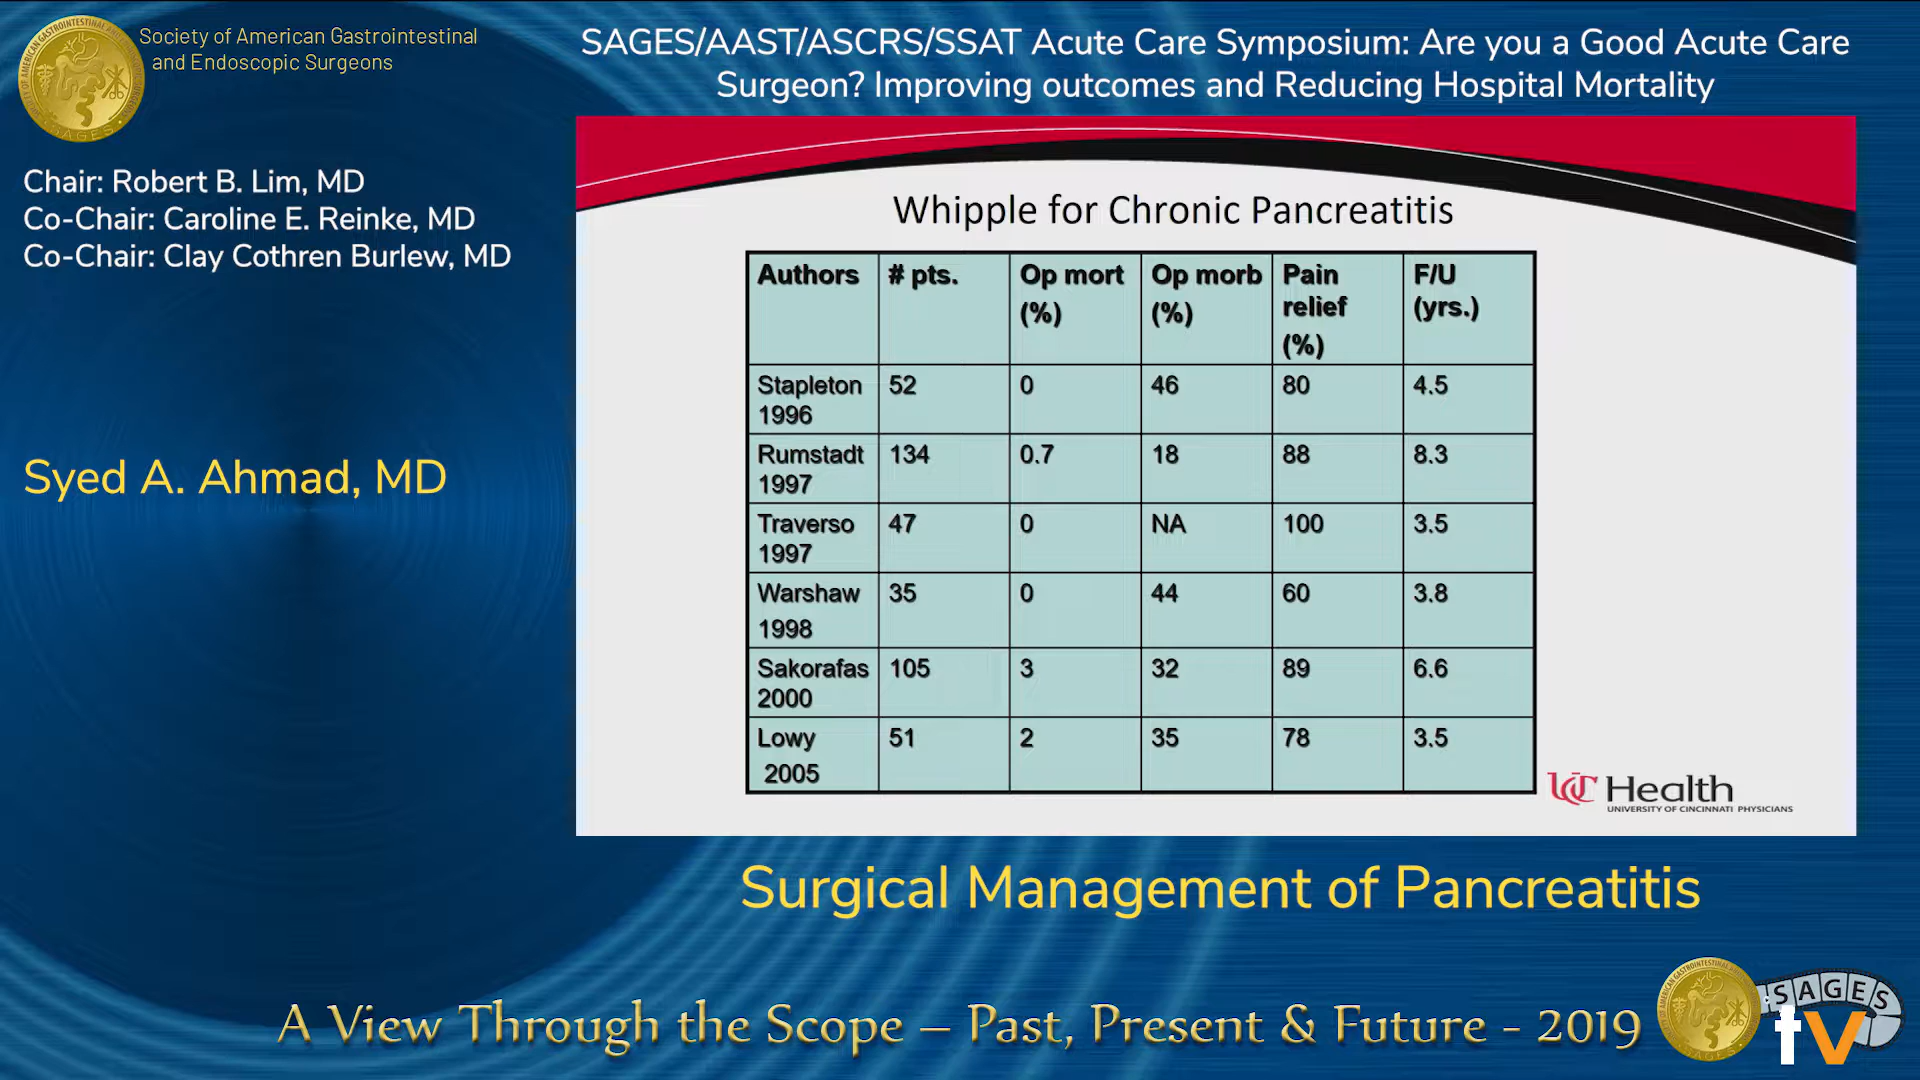 Society of American Gastrointestinal
and Endoscopic Surgeons
SAGES/AAST/ASCRS/SSAT Acute Care Symposium: Are you a Good Acute Care
Surgeon? Improving outcomes and Reducing Hospital Mortality
Chair: Robert B. Lim, MD
Co-Chair: Caroline E. Reinke, MD
Co-Chair: Clay Cothren Burlew, MD
Syed A. Ahmad, MD
Whipple for Chronic Pancreatitis
Authors # pts. Op mort (%) Op morb (%) Pain relief (%) F/U (yrs.)
Stapleton 1996 52 0 46 80 4.5
Rumstadt 1997 134 0.7 18 88 8.3
Traverso 1997 47 0 NA 100 3.5
Warshaw 1998 35 0 44 60 3.8
Sakorafas 2000 105 3 32 89 6.6
Lowy 2005 51 2 35 78 3.5
UC Health
UNIVERSITY OF CINCINNATI PHYSICIANS
Surgical Management of Pancreatitis
A View Through the Scope – Past, Present & Future - 2019
SAGES
tv